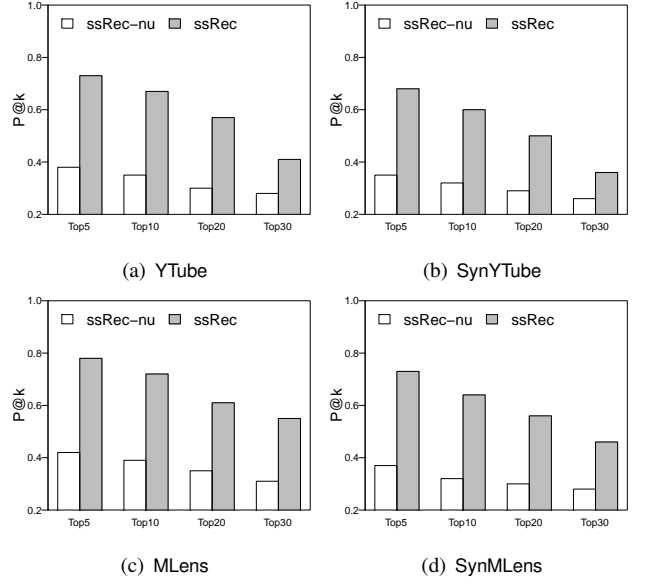 ssRec−nu ssRec
P@k
1.0
0.8
0.6
0.4
0.2
Top5 Top10 Top20 Top30
(a) YTube
ssRec−nu ssRec
P@k
1.0
0.8
0.6
0.4
0.2
Top5 Top10 Top20 Top30
(b) SynYTube
ssRec−nu ssRec
P@k
1.0
0.8
0.6
0.4
0.2
Top5 Top10 Top20 Top30
(c) MLens
ssRec−nu ssRec
P@k
1.0
0.8
0.6
0.4
0.2
Top5 Top10 Top20 Top30
(d) SynMLens